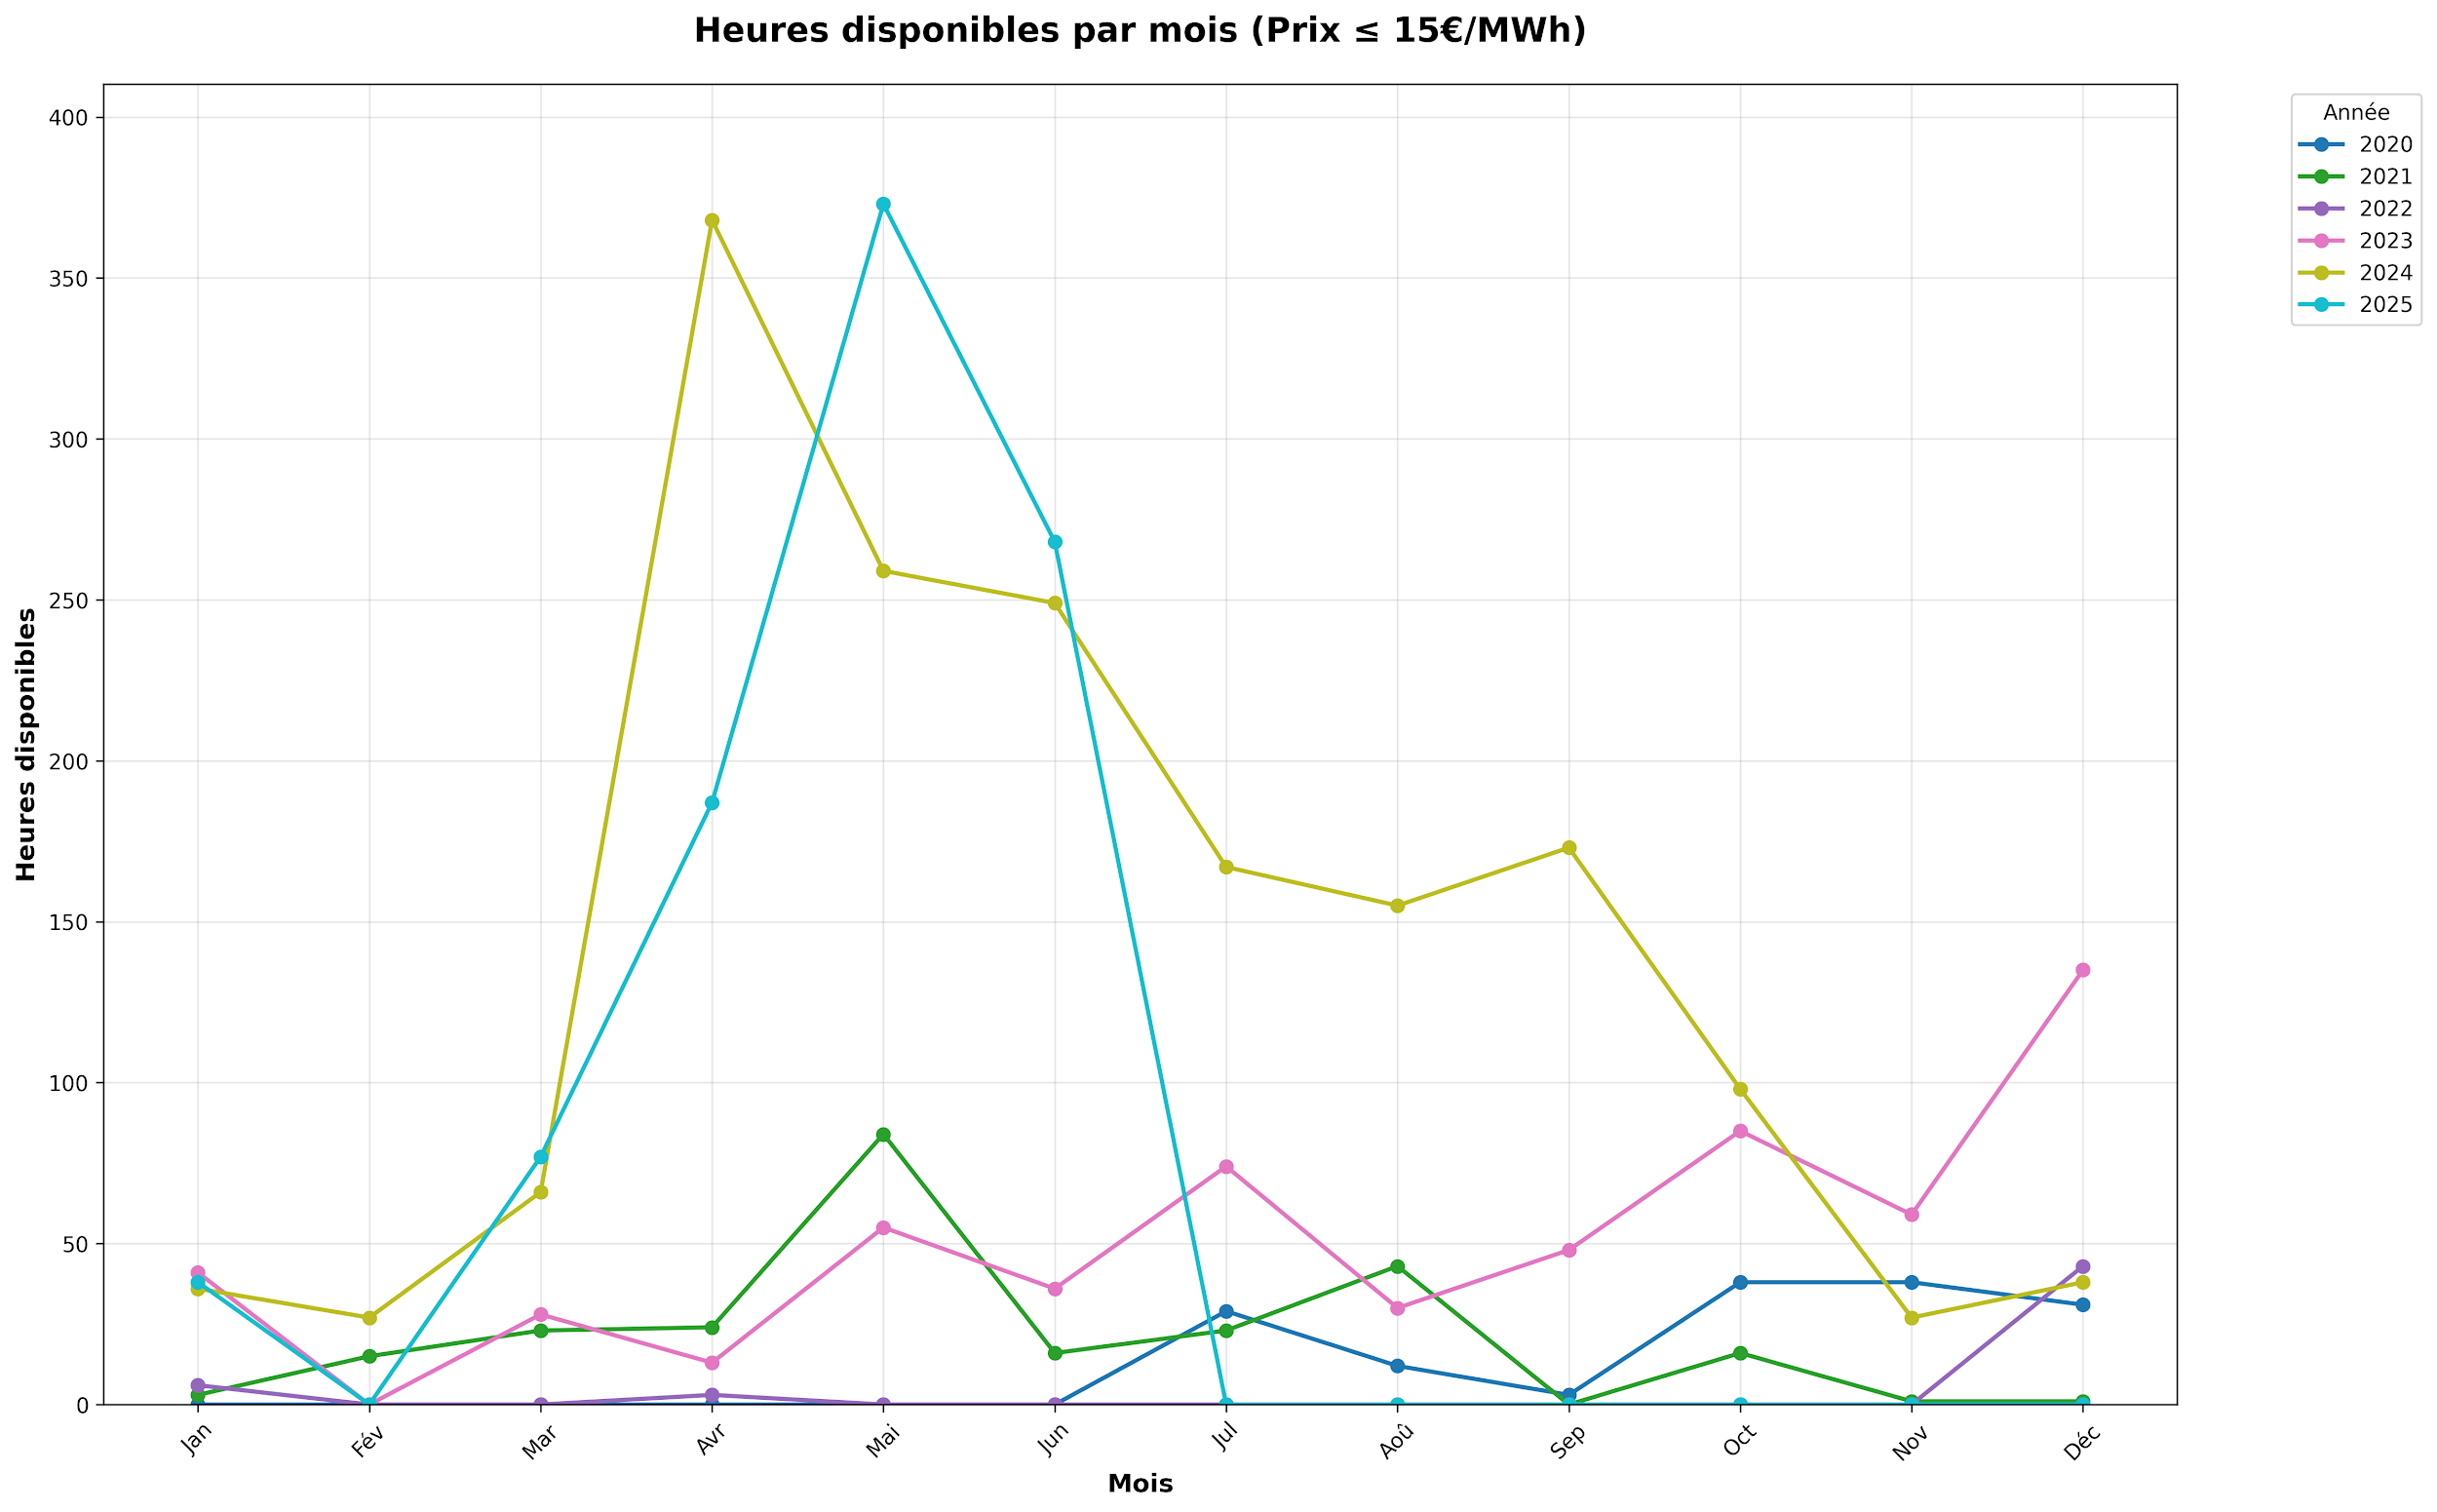 Heures disponibles par mois (Prix ≤ 15€/MWh)
Année
2020
2021
2022
2023
2024
2025
Heures disponibles
400
350
300
250
200
150
100
50
0
Jan
Fév
Mar
Avr
Mai
Jun
Jul
Aoû
Sep
Oct
Nov
Déc
Mois